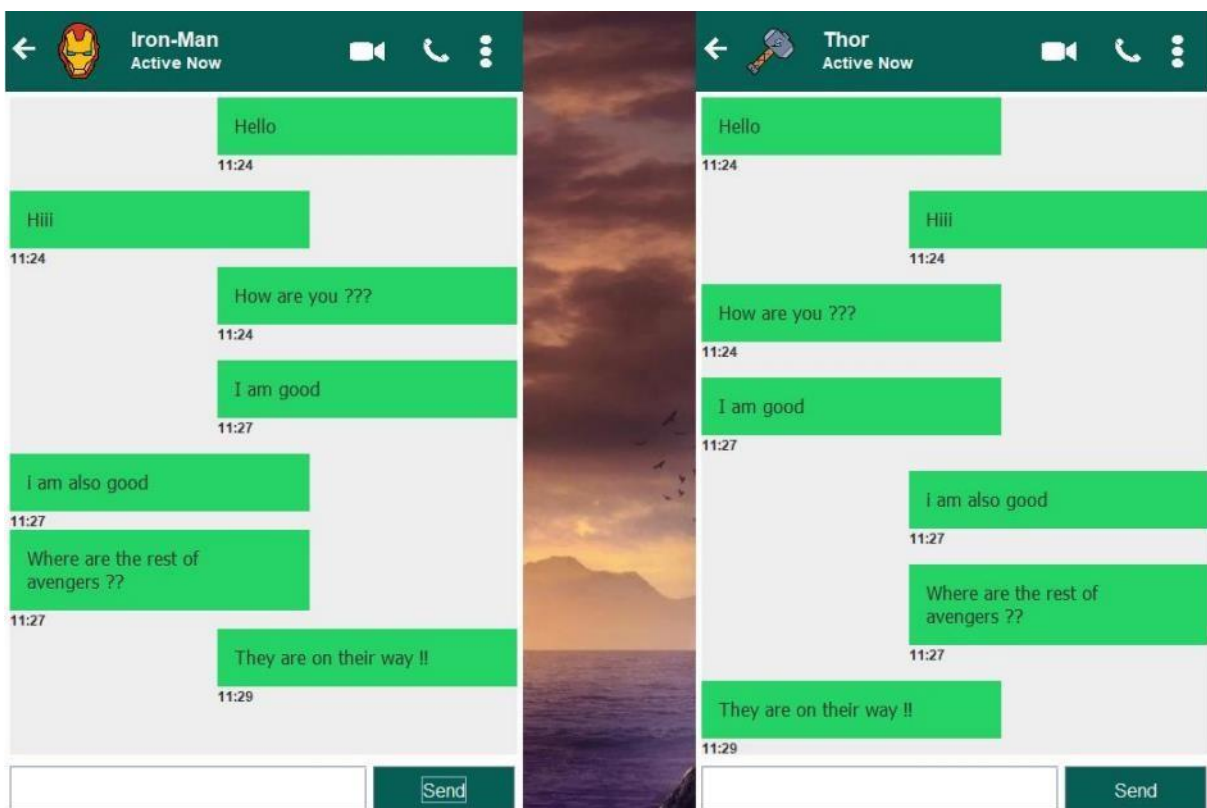 Iron-Man
Active Now
Hello
11:24
Hiii
11:24
How are you ???
11:24
I am good
11:27
i am also good
11:27
Where are the rest of
avengers ??
11:27
They are on their way !!
11:29
Send
Thor
Active Now
Hello
11:24
Hiii
11:24
How are you ???
11:24
I am good
11:27
i am also good
11:27
Where are the rest of
avengers ??
11:27
They are on their way !!
11:29
Send